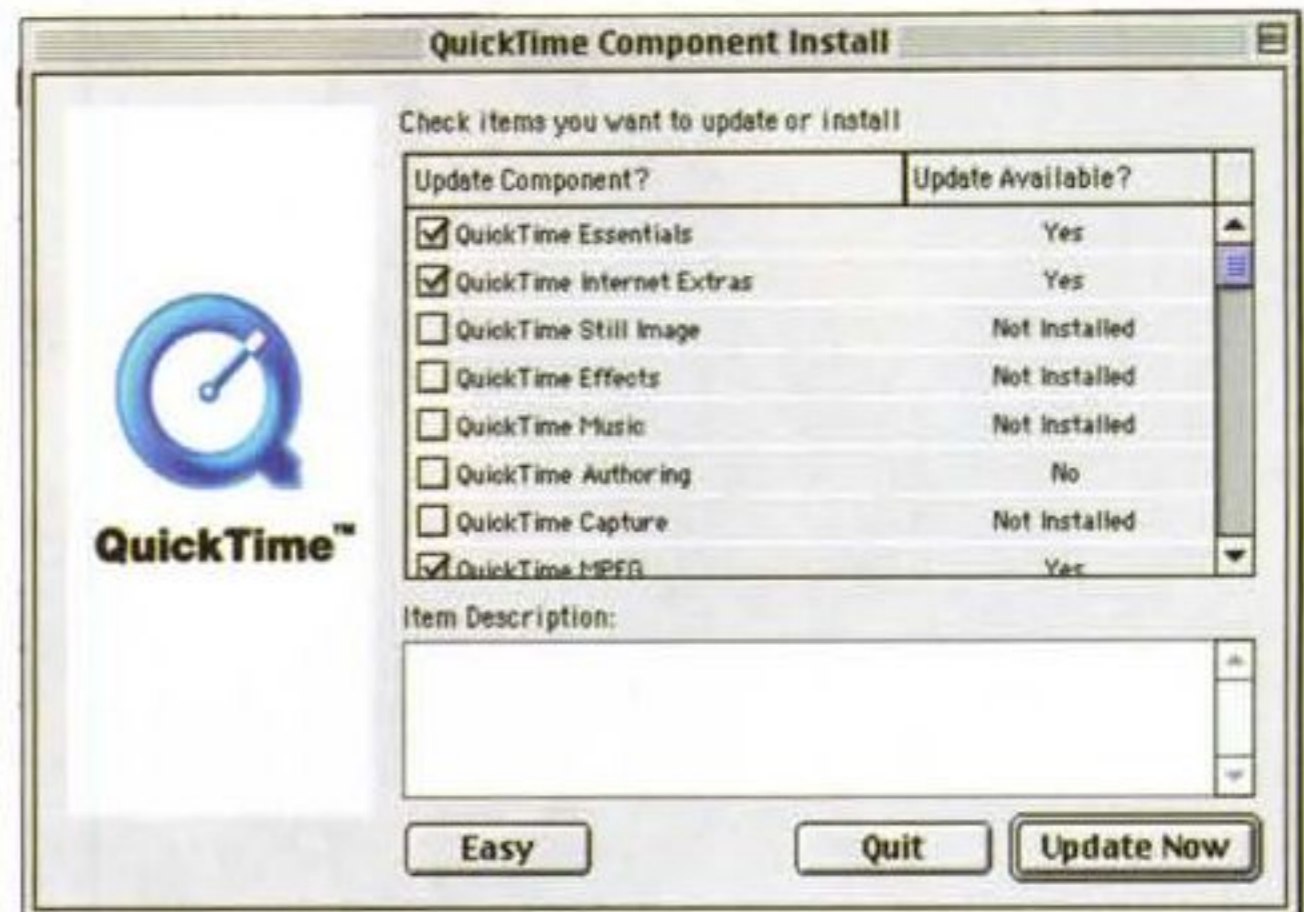 QuickTime Component Install
Check items you want to update or install
Update Component? Update Available?
QuickTime Essentials Yes
QuickTime Internet Extras Yes
QuickTime Still Image Not Installed
QuickTime Effects Not Installed
QuickTime Music Not Installed
QuickTime Authoring No
QuickTime Capture Not Installed
QuickTime MPEG Yes
QuickTime™
Item Description:
Easy Quit Update Now